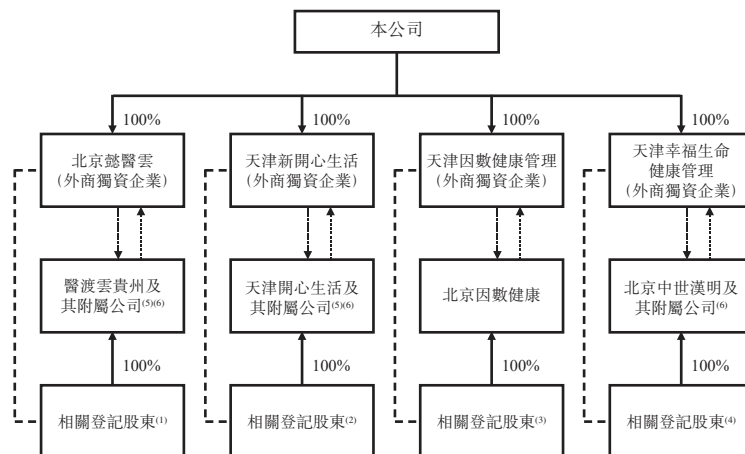 本公司
100%
100%
100%
100%
北京懿醫雲
(外商獨資企業)
天津新開心生活
(外商獨資企業)
天津因數健康管理
(外商獨資企業)
天津幸福生命
健康管理
(外商獨資企業)
醫渡雲貴州及
其附屬公司(5)(6)
天津開心生活及
其附屬公司(5)(6)
北京因數健康
北京中世漢明及
其附屬公司(6)
100%
100%
100%
100%
相關登記股東(1)
相關登記股東(2)
相關登記股東(3)
相關登記股東(4)